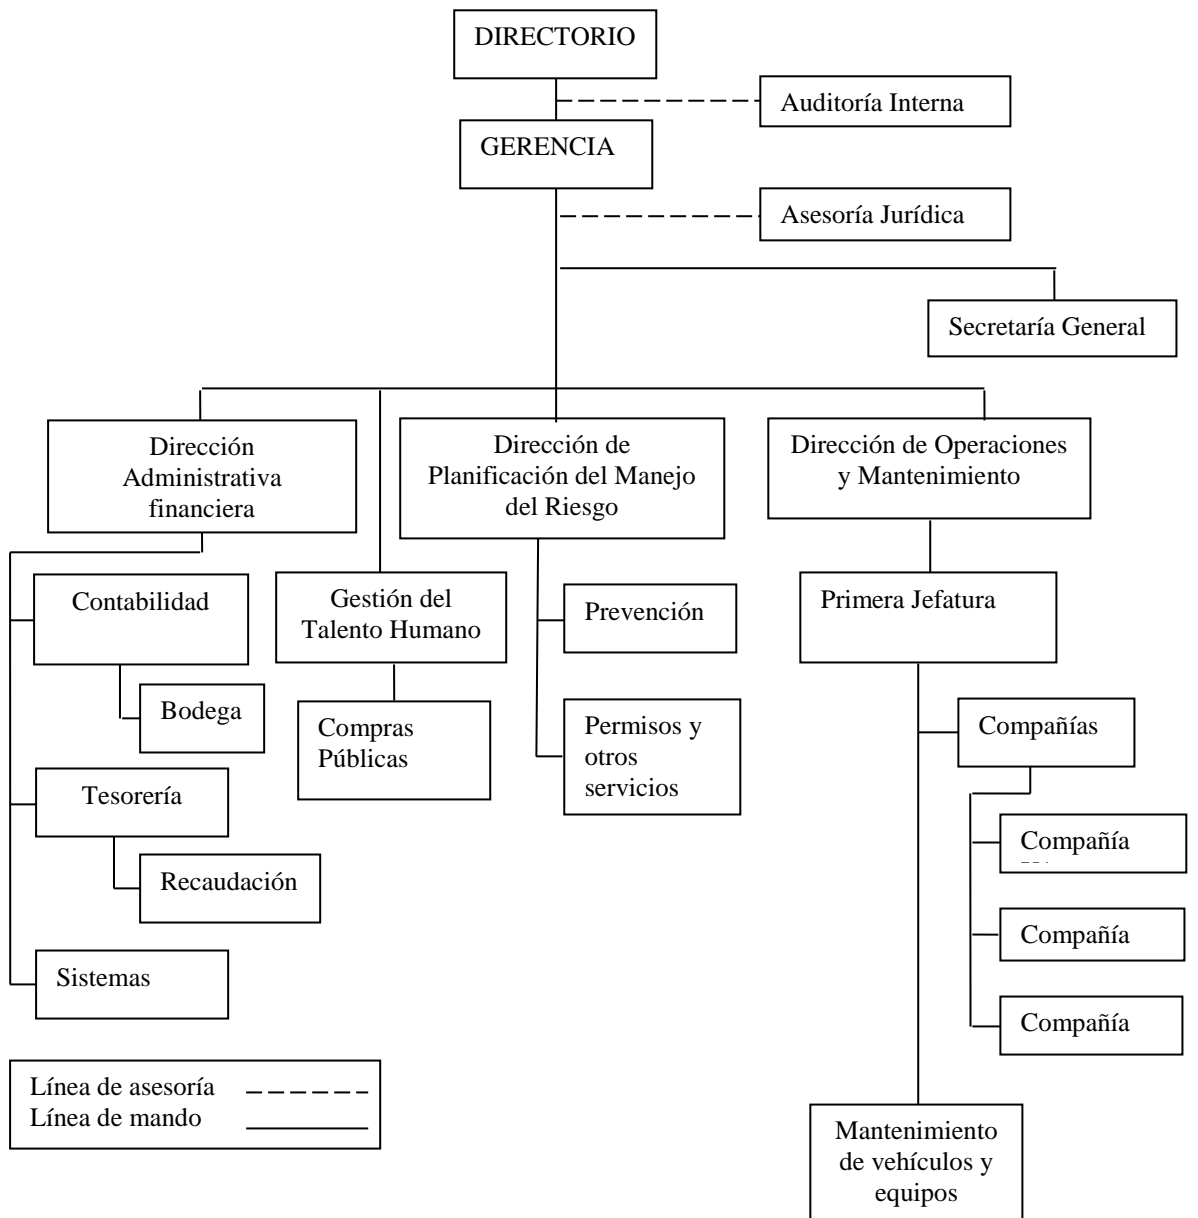 DIRECTORIO
Auditoría Interna
GERENCIA
Asesoría Jurídica
Secretaría General
Dirección
Administrativa
financiera
Dirección de
Planificación del Manejo
del Riesgo
Dirección de Operaciones
y Mantenimiento
Contabilidad
Gestión del
Talento Humano
Prevención
Primera Jefatura
Bodega
Compras
Públicas
Permisos y
otros
servicios
Compañías
Tesorería
Recaudación
Compañía
Compañía
Sistemas
Compañía
Línea de asesoría
Línea de mando
Mantenimiento
de vehículos y
equipos